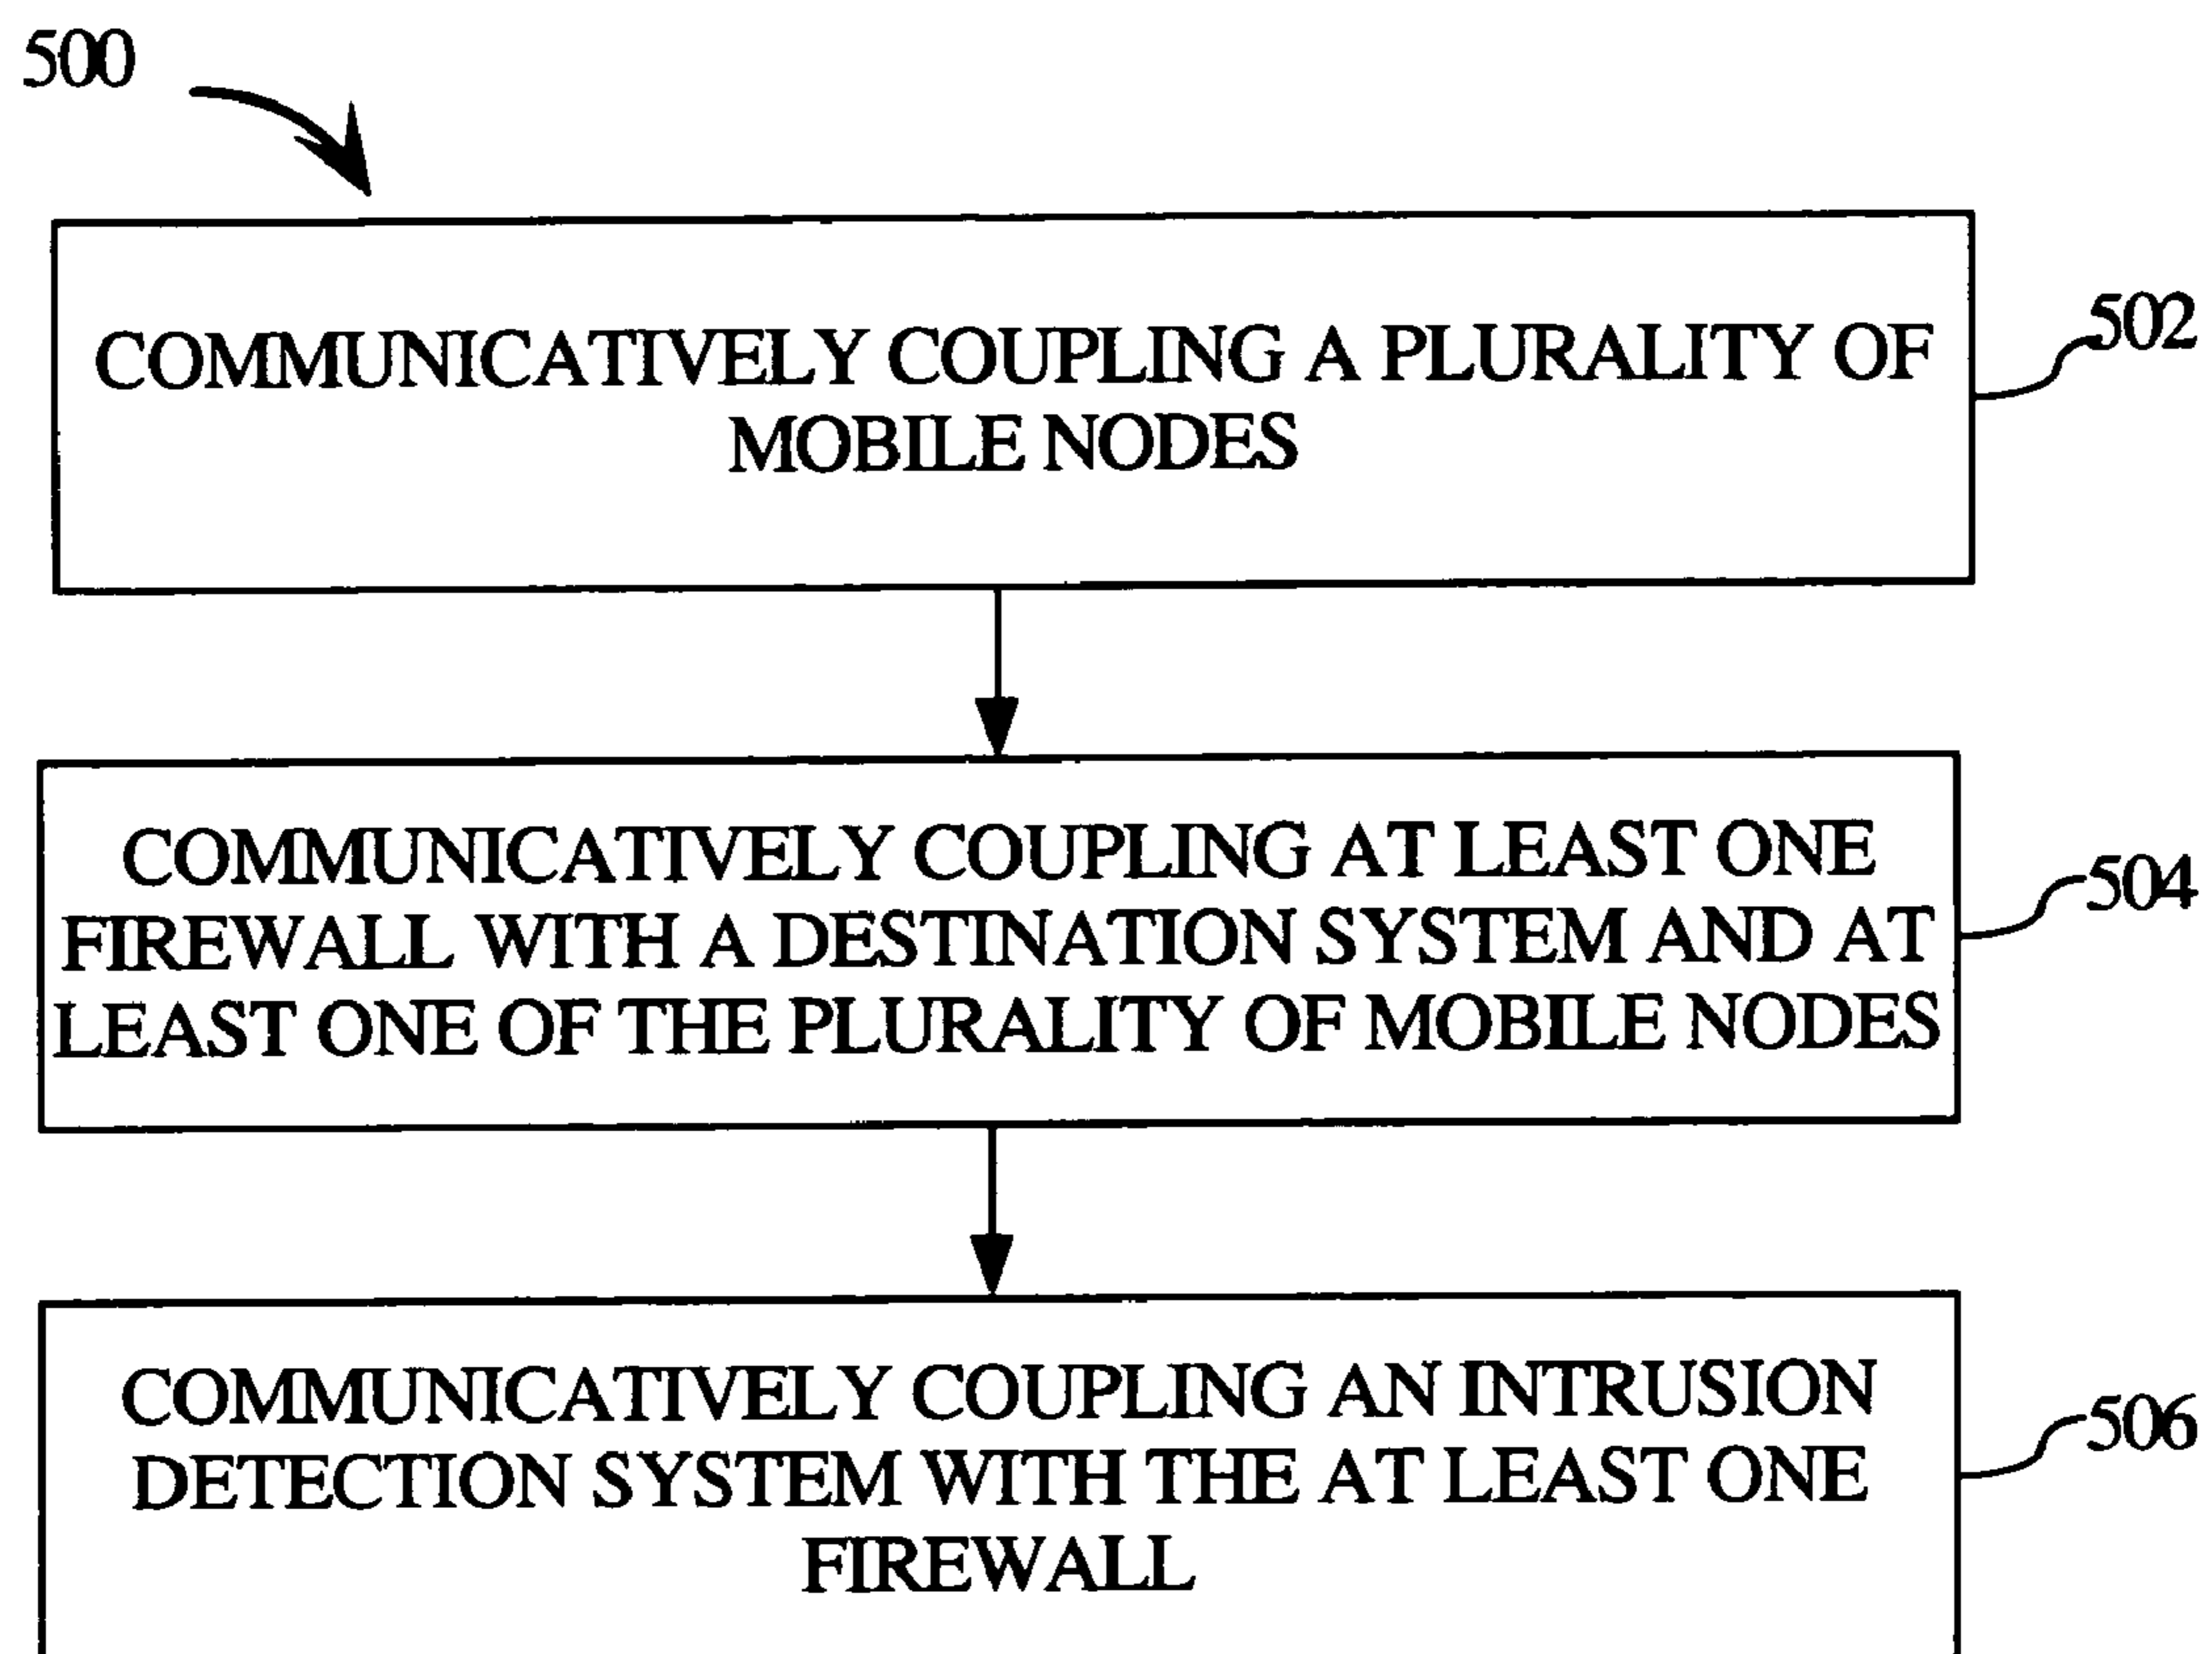 500
COMMUNICATIVELY COUPLING A PLURALITY OF
MOBILE NODES
502
COMMUNICATIVELY COUPLING AT LEAST ONE
FIREWALL WITH A DESTINATION SYSTEM AND AT
LEAST ONE OF THE PLURALITY OF MOBILE NODES
504
COMMUNICATIVELY COUPLING AN INTRUSION
DETECTION SYSTEM WITH THE AT LEAST ONE
FIREWALL
506